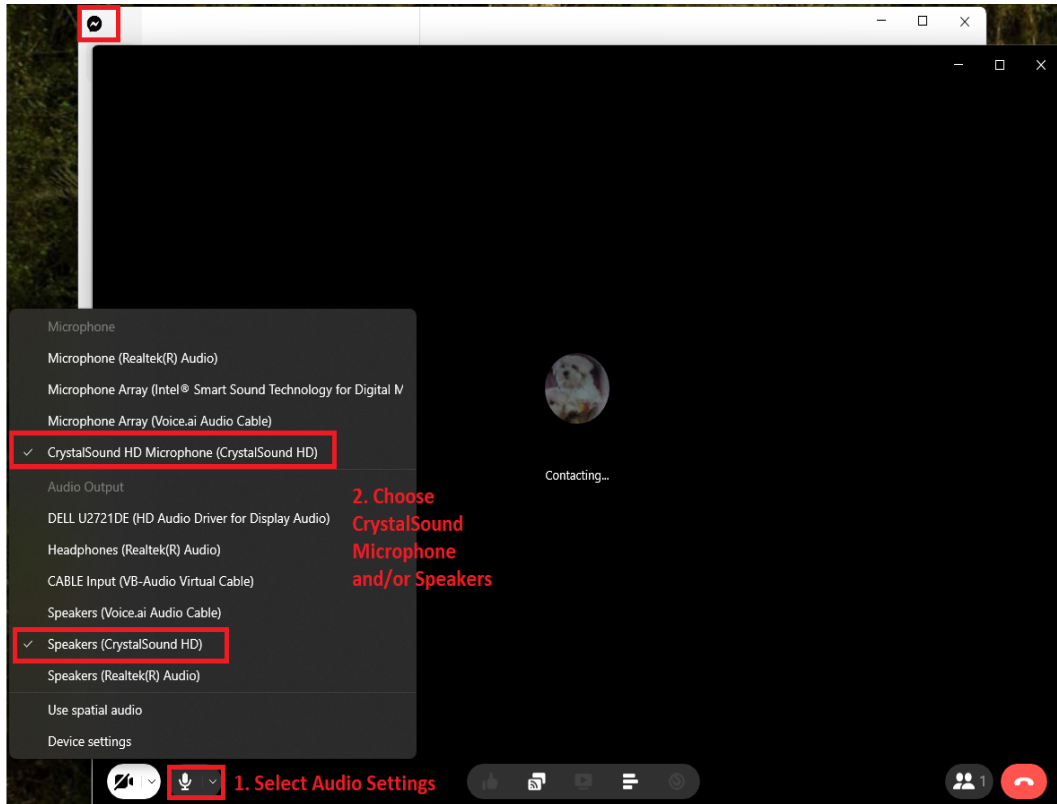 Microphone
Microphone (Realtek(R) Audio)
Microphone Array (Intel® Smart Sound Technology for Digital M
Microphone Array (Voice.ai Audio Cable)
CrystalSound HD Microphone (CrystalSound HD)
Audio Output
DELL U2721DE (HD Audio Driver for Display Audio)
Headphones (Realtek(R) Audio)
CABLE Input (VB-Audio Virtual Cable)
Speakers (Voice.ai Audio Cable)
Speakers (CrystalSound HD)
Speakers (Realtek(R) Audio)
Use spatial audio
Device settings
Contacting...
2. Choose
CrystalSound
Microphone
and/or Speakers
1. Select Audio Settings
1